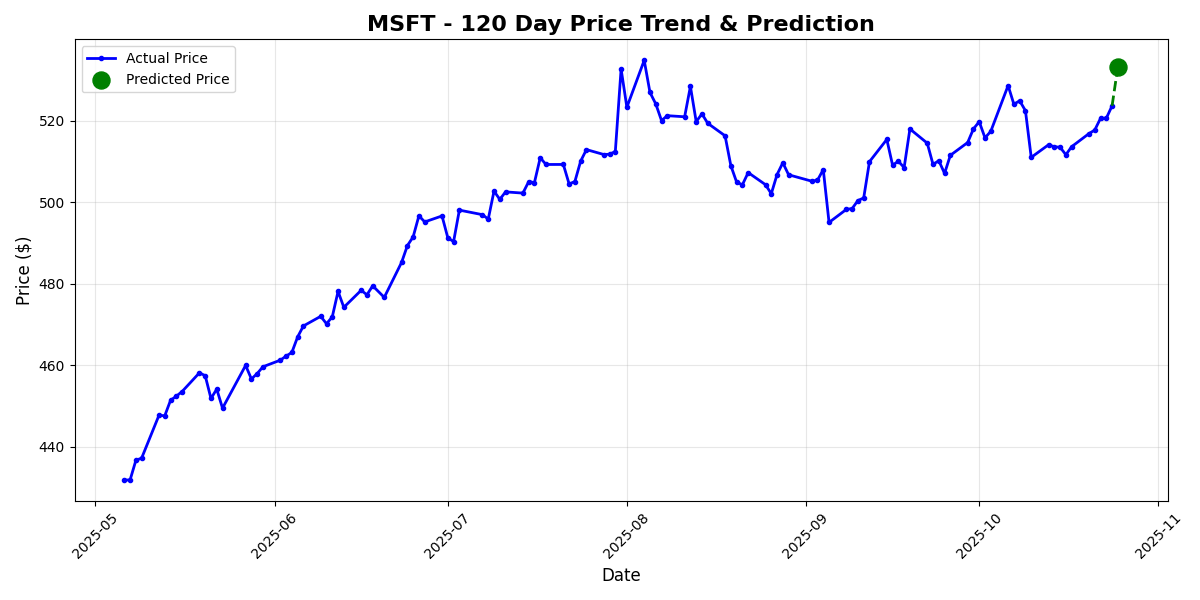 MSFT - 120 Day Price Trend & Prediction
Actual Price
Predicted Price
Price ($)
520
500
480
460
440
2025-05
2025-06
2025-07
2025-08
2025-09
2025-10
2025-11
Date